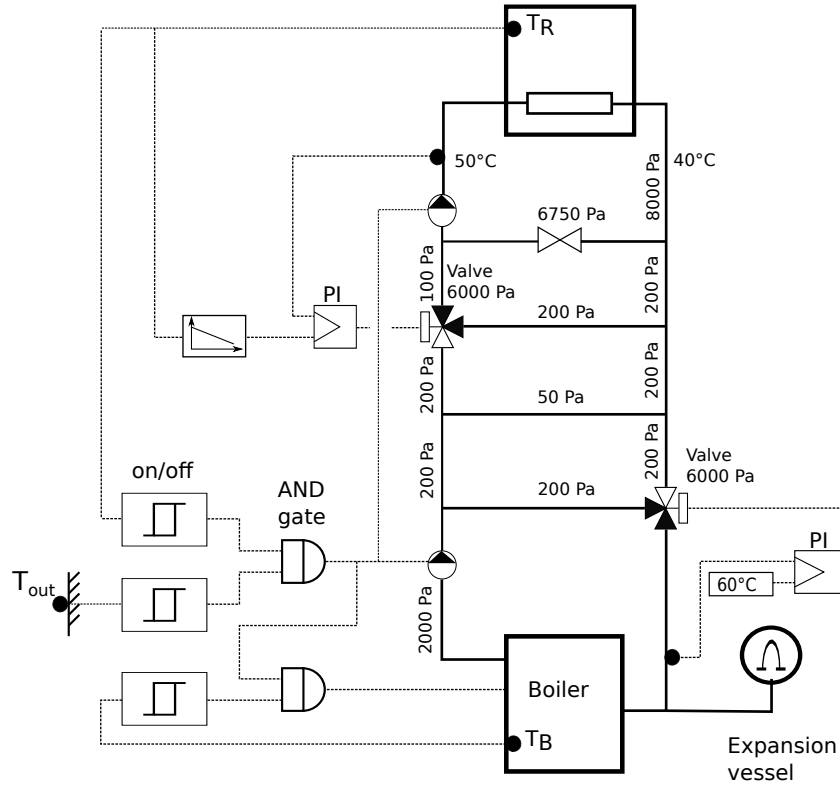 TR
50°C
40°C
8000 Pa
6750 Pa
100 Pa
Valve
6000 Pa
200 Pa
PI
200 Pa
200 Pa
200 Pa
50 Pa
on/off
200 Pa
200 Pa
Valve
6000 Pa
AND
gate
200 Pa
PI
Tout
60°C
2000 Pa
Boiler
TB
Expansion
vessel